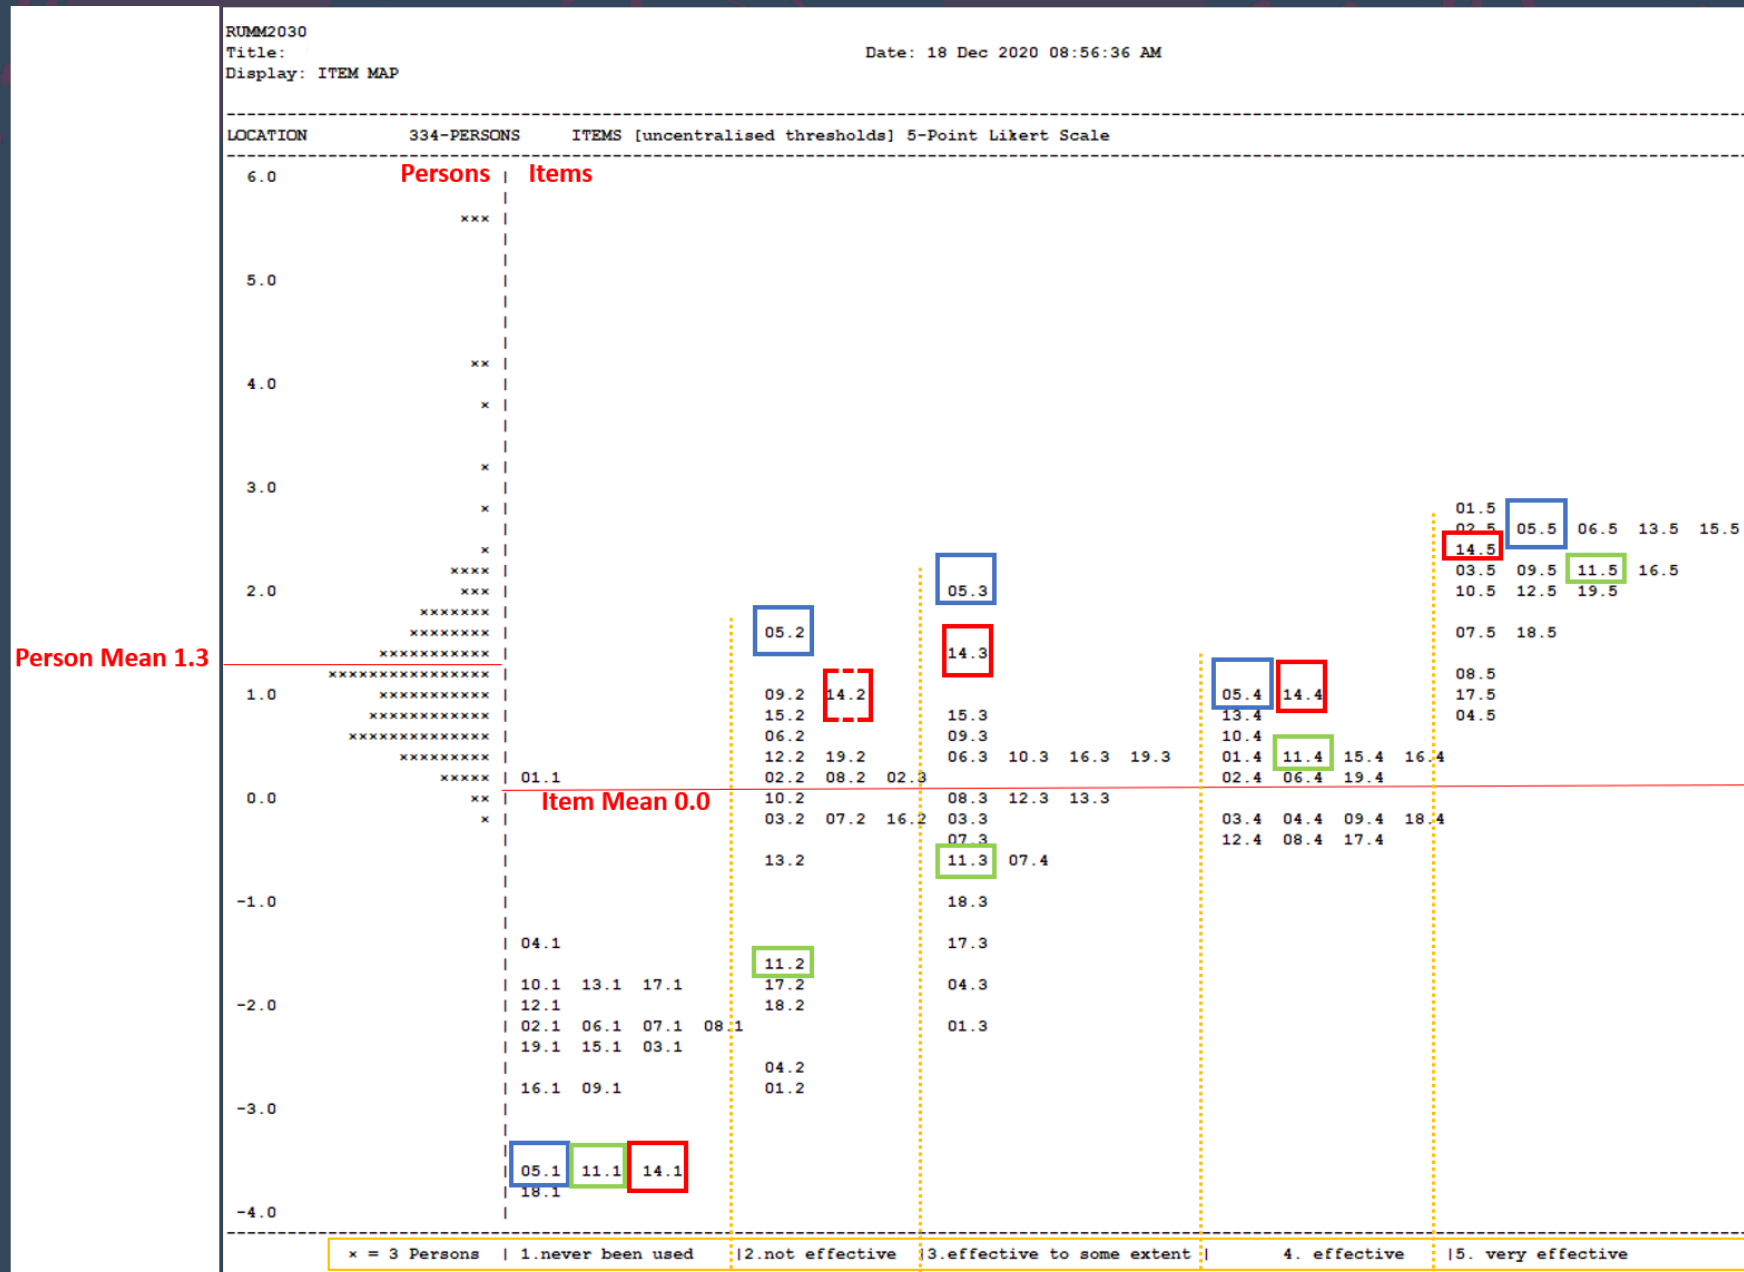 RUMM2030
Title: Date: 18 Dec 2020 08:56:36 AM
Display: ITEM MAP
LOCATION 334-PERSONS ITEMS [uncentralised thresholds] 5-Point Likert Scale
6.0 Persons | Items
×××  |
5.0 |
×× |
4.0 |
× |
× |
3.0 |
× | 01.5
02.5 05.5 06.5 13.5 15.5
× | 14.5
×××× | 03.5 09.5 11.5 16.5
2.0 ××× | 05.3 10.5 12.5 19.5
××××××× |
×××××××× | 05.2 07.5 18.5
Person Mean 1.3 ××××××××××× | 14.3
×××××××××××××××× | 08.5
1.0 ××××××××××× | 09.2 14.2 05.4 14.4 17.5
×××××××××××× | 15.2 15.3 13.4 04.5
×××××××××××××× | 06.2 09.3 10.4
××××××××× | 12.2 19.2 06.3 10.3 16.3 19.3 01.4 11.4 15.4 16.4
××××× | 01.1 02.2 08.2 02.3 02.4 06.4 19.4
0.0 ×× | Item Mean 0.0 10.2 08.3 12.3 13.3
× | 03.2 07.2 16.2 03.3 03.4 04.4 09.4 18.4
| 07.3 12.4 08.4 17.4
| 13.2 11.3 07.4
-1.0 | 18.3
| 04.1 17.3
| 11.2
| 10.1 13.1 17.1 17.2 04.3
-2.0 | 12.1 18.2
| 02.1 06.1 07.1 08.1 01.3
| 19.1 15.1 03.1
| 04.2
| 16.1 09.1 01.2
-3.0 |
| 05.1 11.1 14.1
| 18.1
-4.0 |
× = 3 Persons | 1.never been used |2.not effective |3.effective to some extent | 4. effective |5. very effective